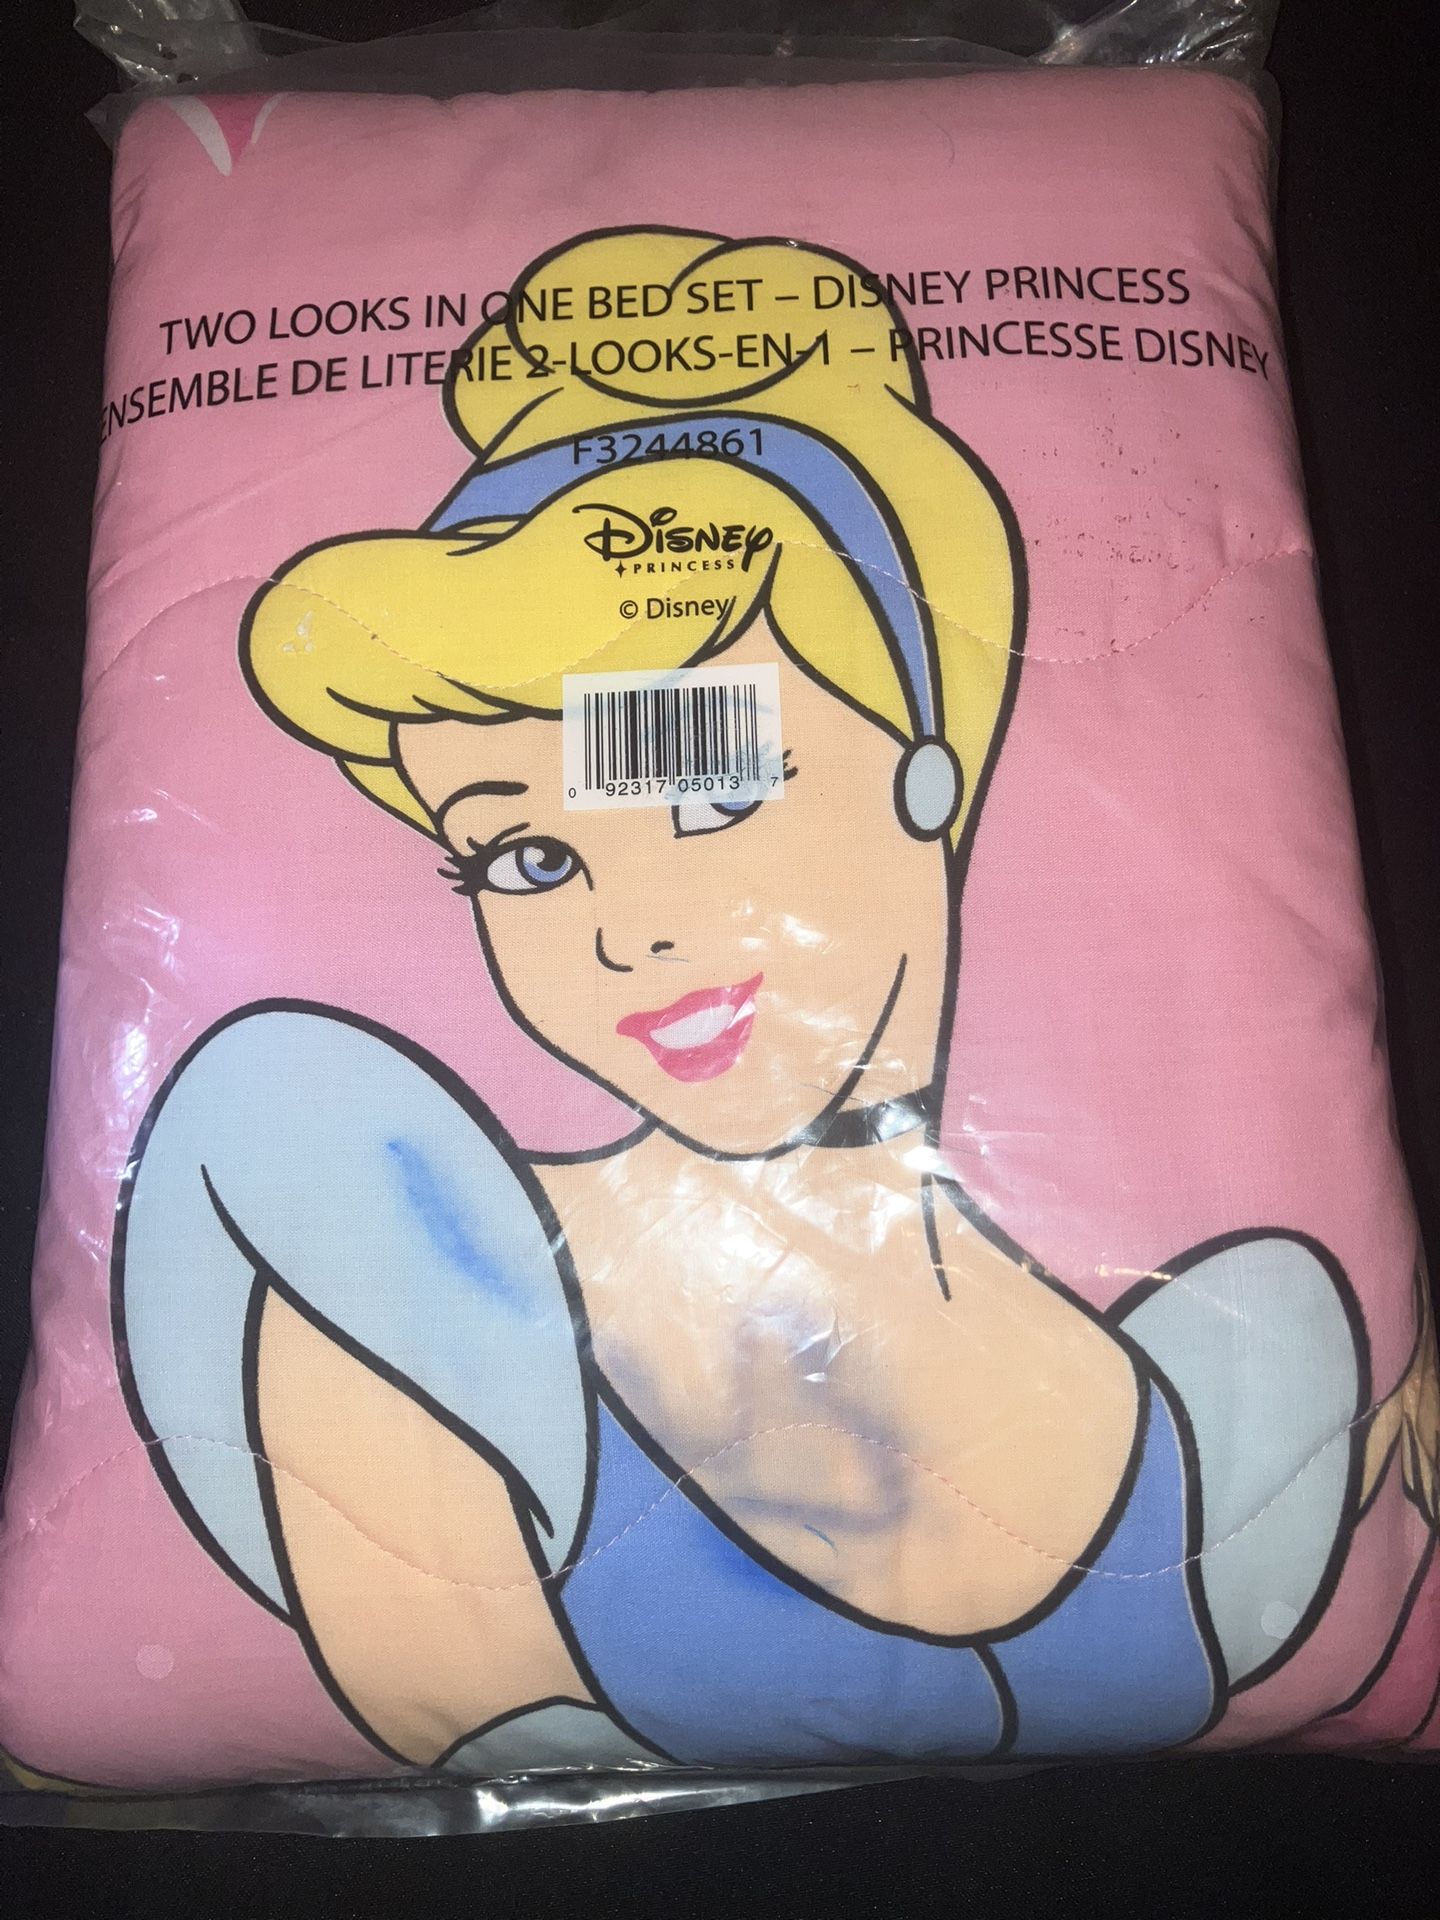 TWO LOOKS IN ONE BED SET – DISNEY PRINCESS
ENSEMBLE DE LITERIE 2-LOOKS-EN-1 – PRINCESSE DISNEY
F3244861
Disney
PRINCESS
© Disney
0 92317 05013 7